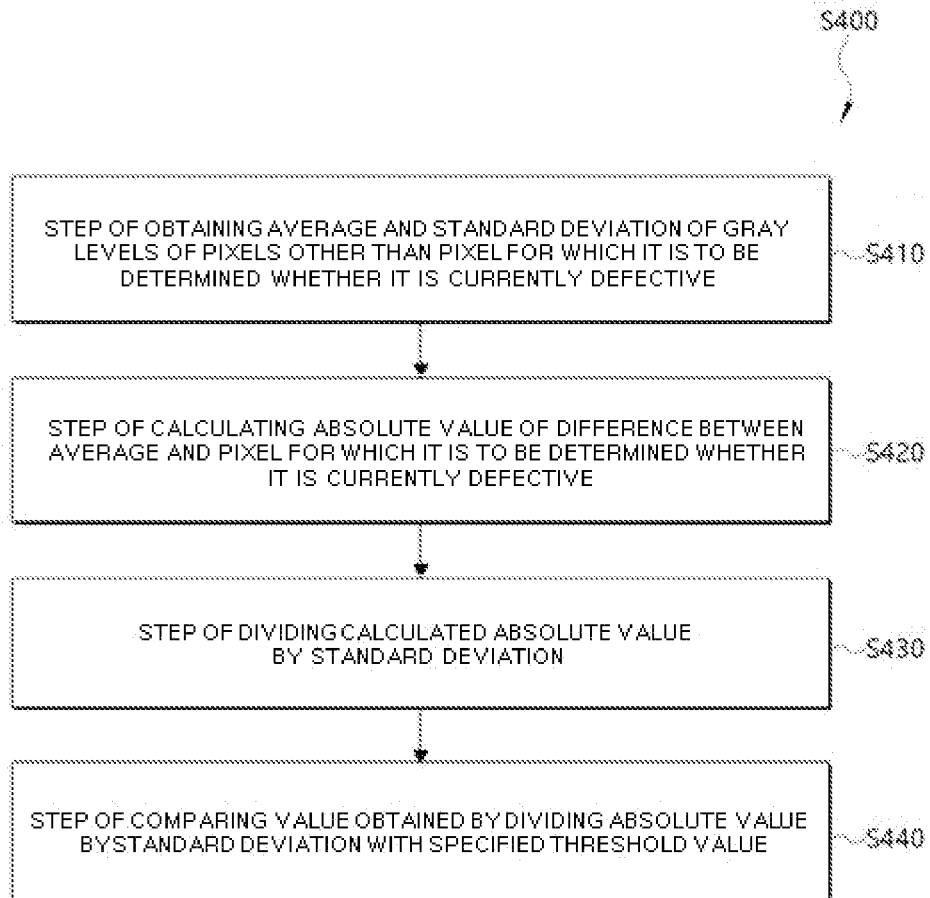 S400
STEP OF OBTAINING AVERAGE AND STANDARD DEVIATION OF GRAY
LEVELS OF PIXELS OTHER THAN PIXEL FOR WHICH IT IS TO BE
DETERMINED WHETHER IT IS CURRENTLY DEFECTIVE
S410
STEP OF CALCULATING ABSOLUTE VALUE OF DIFFERENCE BETWEEN
AVERAGE AND PIXEL FOR WHICH IT IS TO BE DETERMINED WHETHER
IT IS CURRENTLY DEFECTIVE
S420
STEP OF DIVIDING CALCULATED ABSOLUTE VALUE
BY STANDARD DEVIATION
S430
STEP OF COMPARING VALUE OBTAINED BY DIVIDING ABSOLUTE VALUE
BY STANDARD DEVIATION WITH SPECIFIED THRESHOLD VALUE
S440